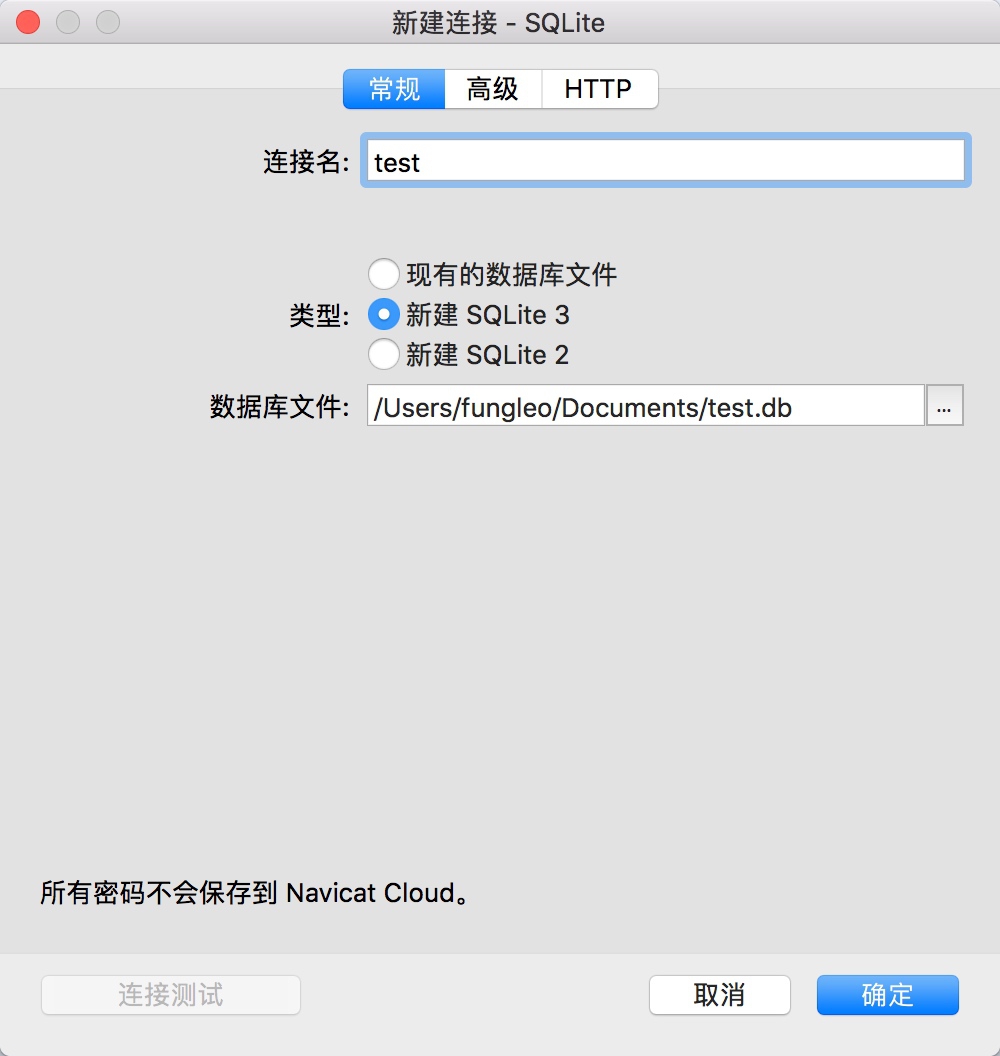 新建连接 - SQLite
常规 高级 HTTP
连接名: test
现有的数据库文件
类型: 新建 SQLite 3
新建 SQLite 2
数据库文件: /Users/fungleo/Documents/test.db ...
所有密码不会保存到 Navicat Cloud。
连接测试 取消 确定